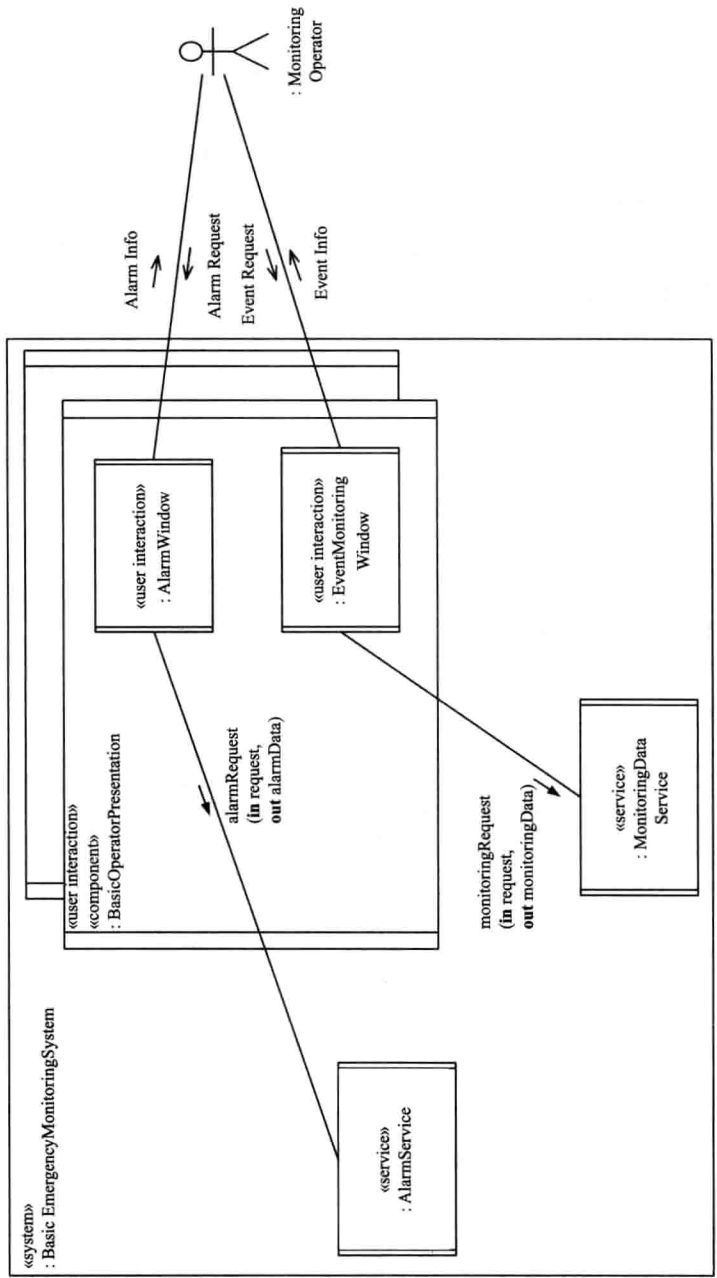 «system»
: Basic EmergencyMonitoringSystem
«user interaction»
«component»
: BasicOperatorPresentation
«user interaction»
: AlarmWindow
«user interaction»
: EventMonitoring
Window
Alarm Info
Alarm Request
Event Request
Event Info
: Monitoring
Operator
alarmRequest
(in request,
out alarmData)
monitoringRequest
(in request,
out monitoringData)
«service»
: AlarmService
«service»
: MonitoringData
Service